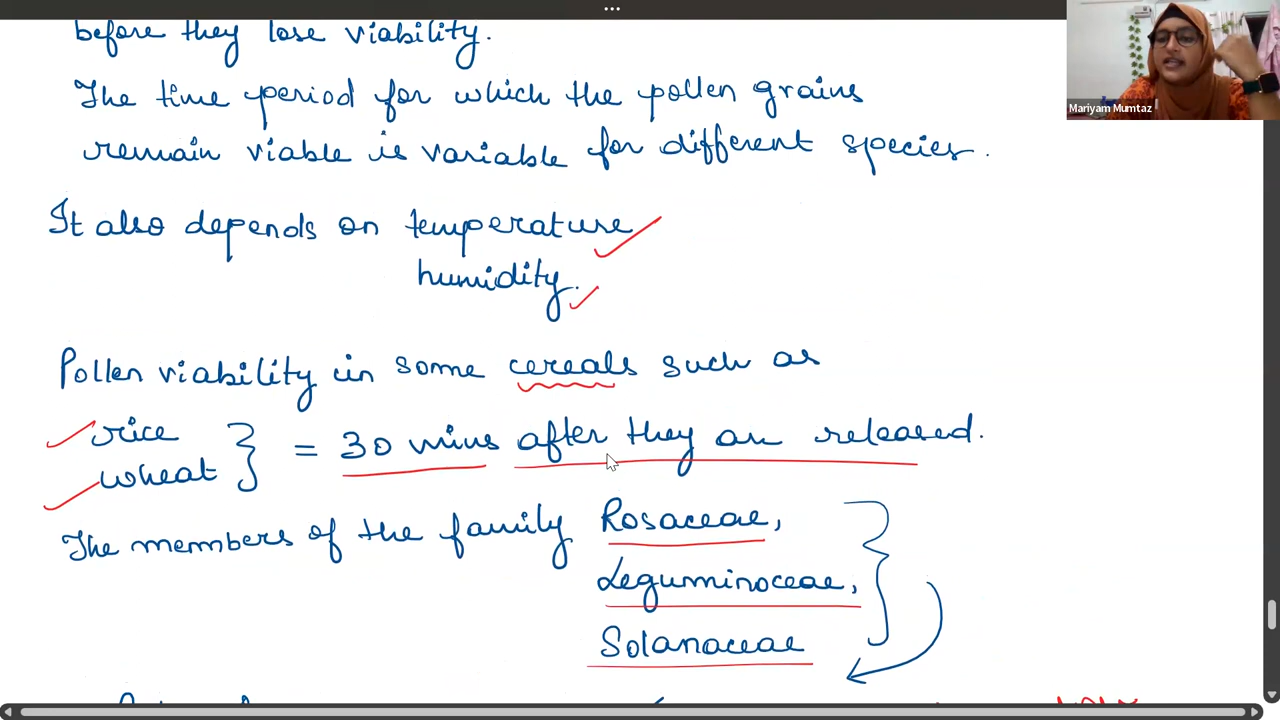 before they lose viability.
The time period for which the pollen grains
remain viable is variable for different species.
It also depends on temperature
humidity.
Pollen viability in some cereals such as
rice
wheat } = 30 mins after they are released.
The members of the family Rosaceae,
Leguminoceae,
Solanaceae
Mariyam Mumtaz